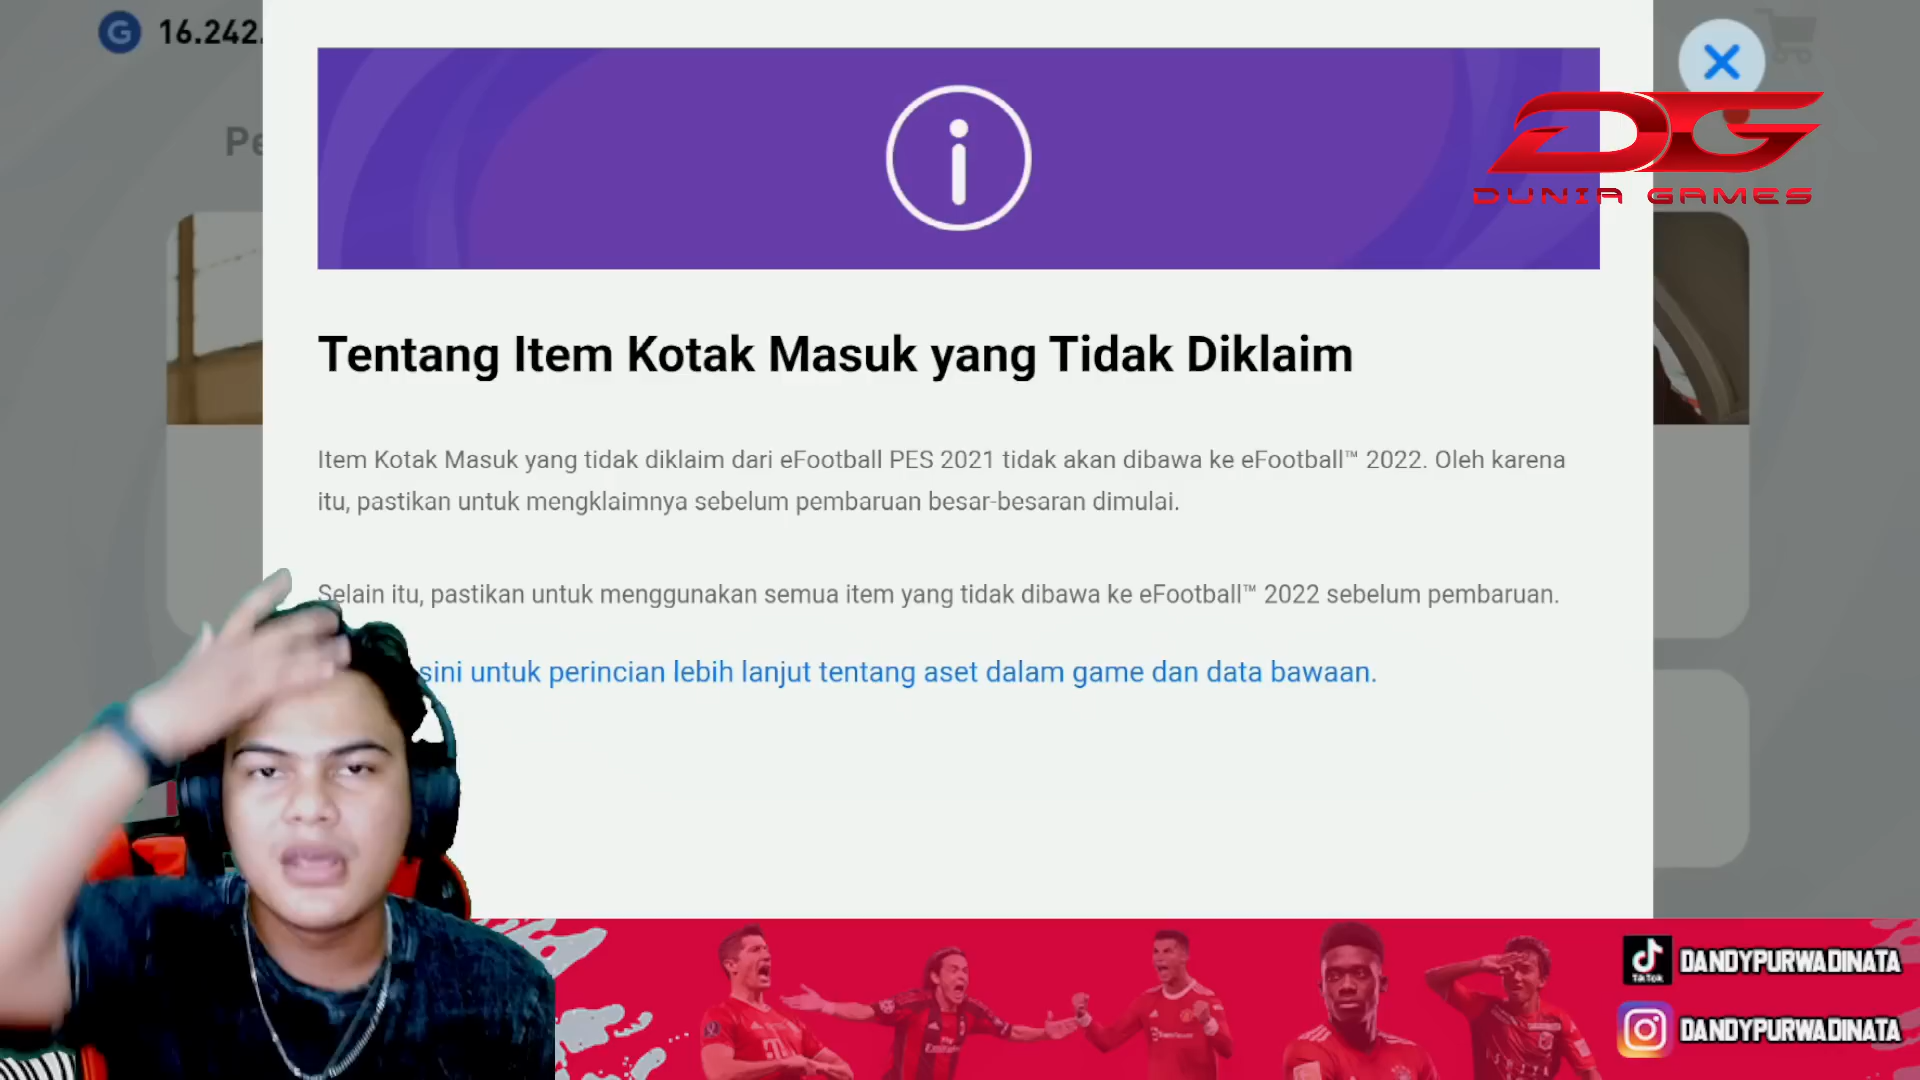 16.242.
Pe
DG
DUNIA GAMES
Tentang Item Kotak Masuk yang Tidak Diklaim
Item Kotak Masuk yang tidak diklaim dari eFootball PES 2021 tidak akan dibawa ke eFootball™ 2022. Oleh karena
itu, pastikan untuk mengklaimnya sebelum pembaruan besar-besaran dimulai.
Selain itu, pastikan untuk menggunakan semua item yang tidak dibawa ke eFootball™ 2022 sebelum pembaruan.
sini untuk perincian lebih lanjut tentang aset dalam game dan data bawaan.
TikTok
DANDYPURWADINATA
DANDYPURWADINATA